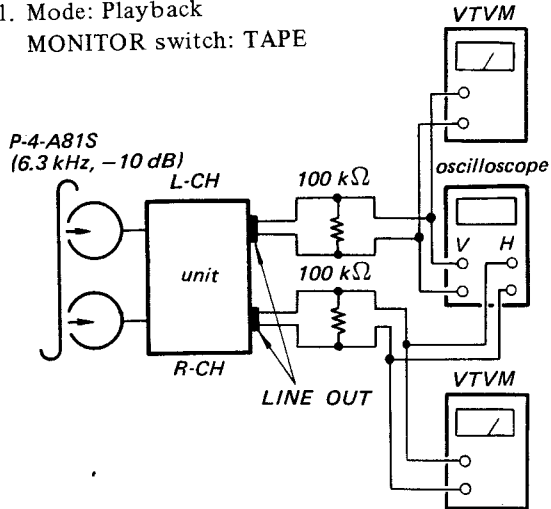 1. Mode: Playback
MONITOR switch: TAPE
VTVM
P-4-A81S
(6.3 kHz, −10 dB)
L-CH
100 kΩ
oscilloscope
V H
unit
100 kΩ
R-CH
LINE OUT
VTVM